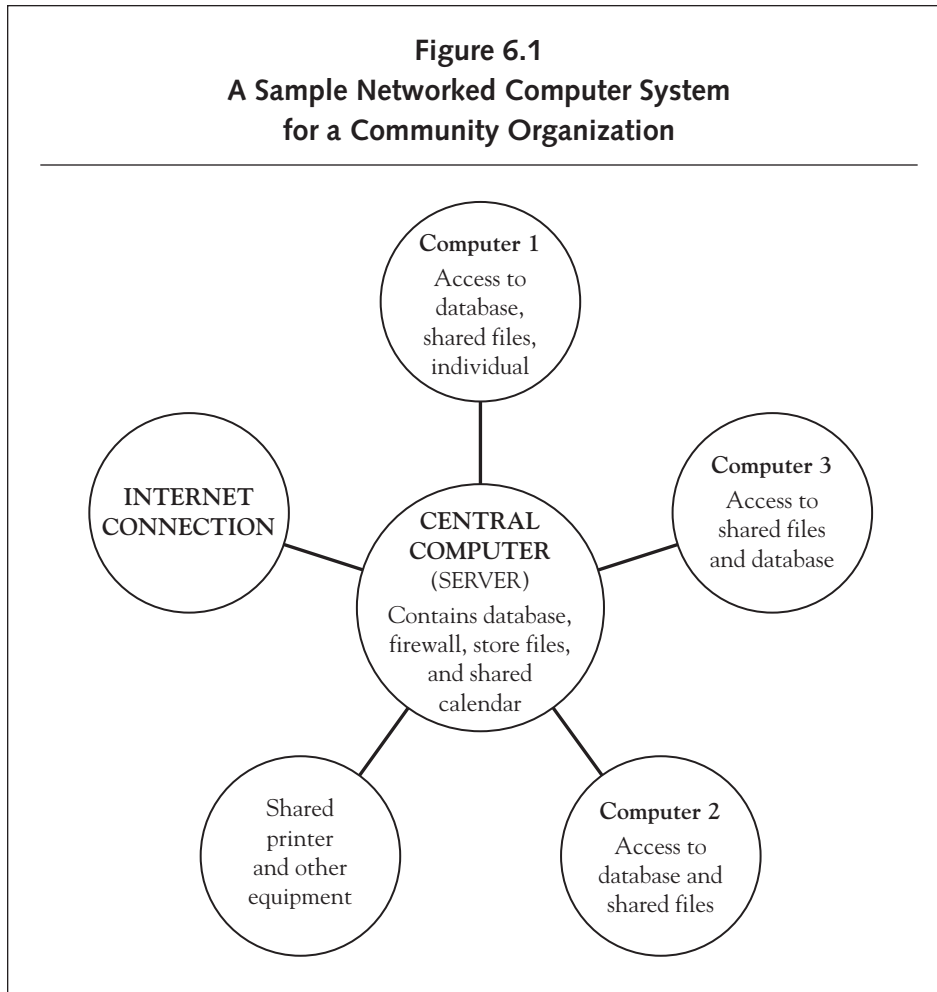 Figure 6.1
A Sample Networked Computer System
for a Community Organization
Computer 1
Access to
database,
shared files,
individual
INTERNET
CONNECTION
CENTRAL
COMPUTER
(SERVER)
Contains database,
firewall, store files,
and shared
calendar
Computer 3
Access to
shared files
and database
Shared
printer
and other
equipment
Computer 2
Access to
database and
shared files